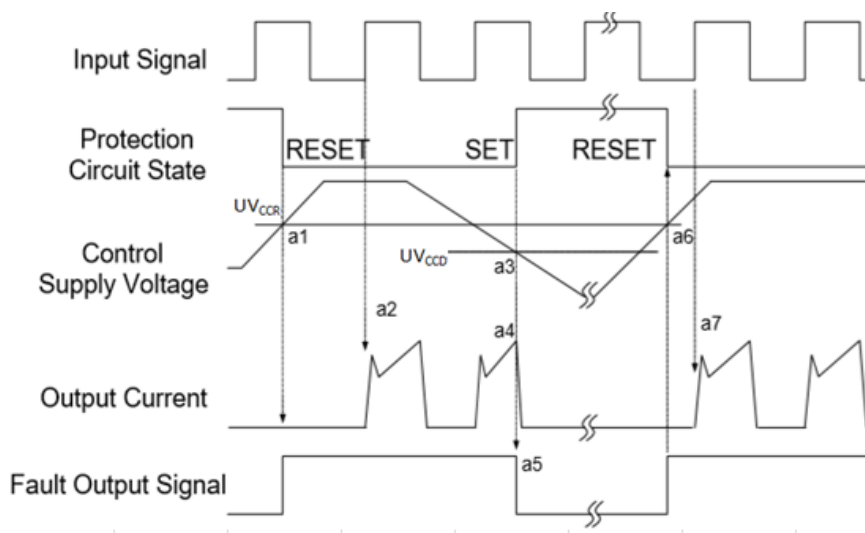 Input Signal
Protection
Circuit State
RESET
SET
RESET
UVCCR
a1
a6
Control
Supply Voltage
UVCCD
a3
a2
a4
a7
Output Current
a5
Fault Output Signal